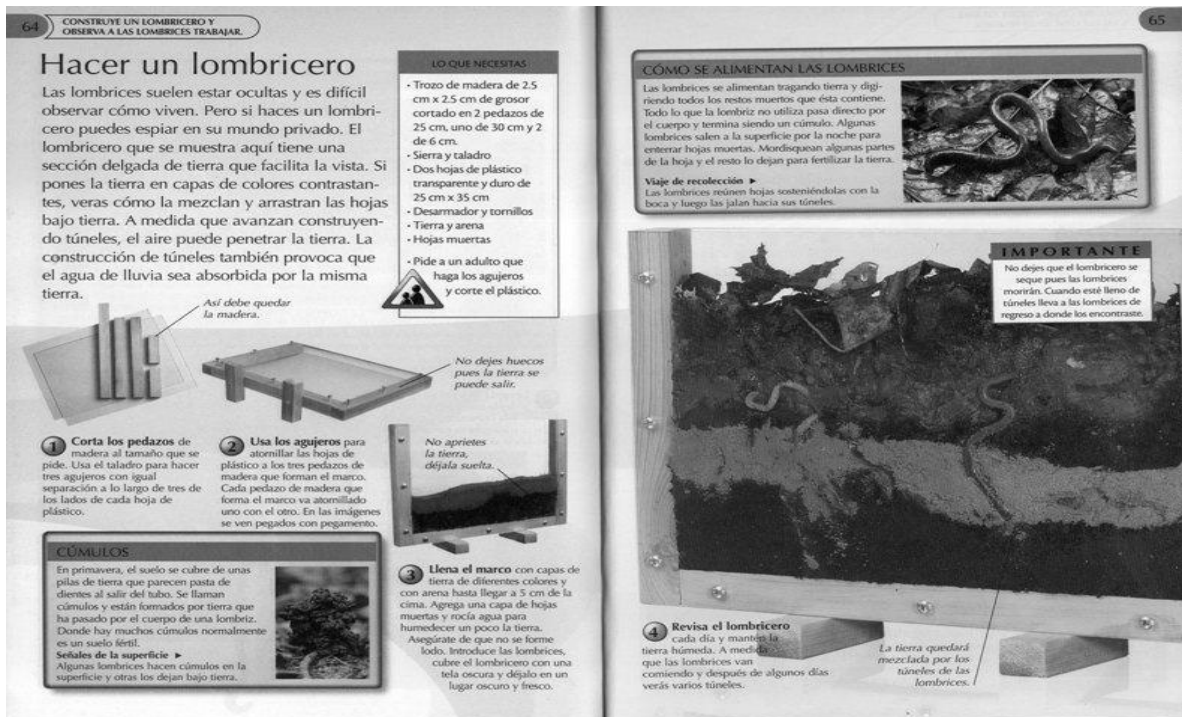 64
CONSTRUYE UN LOMBRICERO Y
OBSERVA A LAS LOMBRICES TRABAJAR.
Hacer un lombricero
Las lombrices suelen estar ocultas y es difícil
observar cómo viven. Pero si haces un lombri-
cero puedes espiar en su mundo privado. El
lombricero que se muestra aquí tiene una
sección delgada de tierra que facilita la vista. Si
pones la tierra en capas de colores contrastan-
tes, veras cómo la mezclan y arrastran las hojas
bajo tierra. A medida que avanzan construyen-
do túneles, el aire puede penetrar la tierra. La
construcción de túneles también provoca que
el agua de lluvia sea absorbida por la misma
tierra.
LO QUE NECESITAS
• Trozo de madera de 2.5
cm x 2.5 cm de grosor
cortado en 2 pedazos de
25 cm, uno de 30 cm y 2
de 6 cm.
• Sierra y taladro
• Dos hojas de plástico
transparente y duro de
25 cm x 35 cm
• Desarmador y tornillos
• Tierra y arena
• Hojas muertas
• Pide a un adulto que
haga los agujeros
y corte el plástico.
Así debe quedar
la madera.
No dejes huecos
pues la tierra se
puede salir.
1 Corta los pedazos de
madera al tamaño que se
pide. Usa el taladro para hacer
tres agujeros con igual
separación a lo largo de tres de
los lados de cada hoja de
plástico.
2 Usa los agujeros para
atornillar las hojas de
plástico a los tres pedazos de
madera que forman el marco.
Cada pedazo de madera que
forma el marco va atornillado
uno con el otro. En las imágenes
se ven pegados con pegamento.
No aprietes
la tierra,
déjala suelta.
CÚMULOS
En primavera, el suelo se cubre de unas
pilas de tierra que parecen pasta de
dientes al salir del tubo. Se llaman
cúmulos y están formados por tierra que
ha pasado por el cuerpo de una lombriz.
Donde hay muchos cúmulos normalmente
es un suelo fértil.
Señales de la superficie ►
Algunas lombrices hacen cúmulos en la
superficie y otras los dejan bajo tierra.
3 Llena el marco con capas de
tierra de diferentes colores y
con arena hasta llegar a 5 cm de la
cima. Agrega una capa de hojas
muertas y rocía agua para
humedecer un poco la tierra.
Asegúrate de que no se forme
lodo. Introduce las lombrices,
cubre el lombricero con una
tela oscura y déjalo en un
lugar oscuro y fresco.
65
CÓMO SE ALIMENTAN LAS LOMBRICES
Las lombrices se alimentan tragando tierra y digi-
riendo todos los restos muertos que ésta contiene.
Todo lo que la lombriz no utiliza pasa directo por
el cuerpo y termina siendo un cúmulo. Algunas
lombrices salen a la superficie por la noche para
enterrar hojas muertas. Mordisquean algunas partes
de la hoja y el resto lo dejan para fertilizar la tierra.
Viaje de recolección ►
Las lombrices reúnen hojas sosteniéndolas con la
boca y luego las jalan hacia sus túneles.
IMPORTANTE
No dejes que el lombricero se
seque pues las lombrices
morirán. Cuando esté lleno de
túneles lleva a las lombrices de
regreso a donde los encontraste.
4 Revisa el lombricero
cada día y mantén la
tierra húmeda. A medida
que las lombrices van
comiendo y después de algunos días
verás varios túneles.
La tierra quedará
mezclada por los
túneles de las
lombrices.